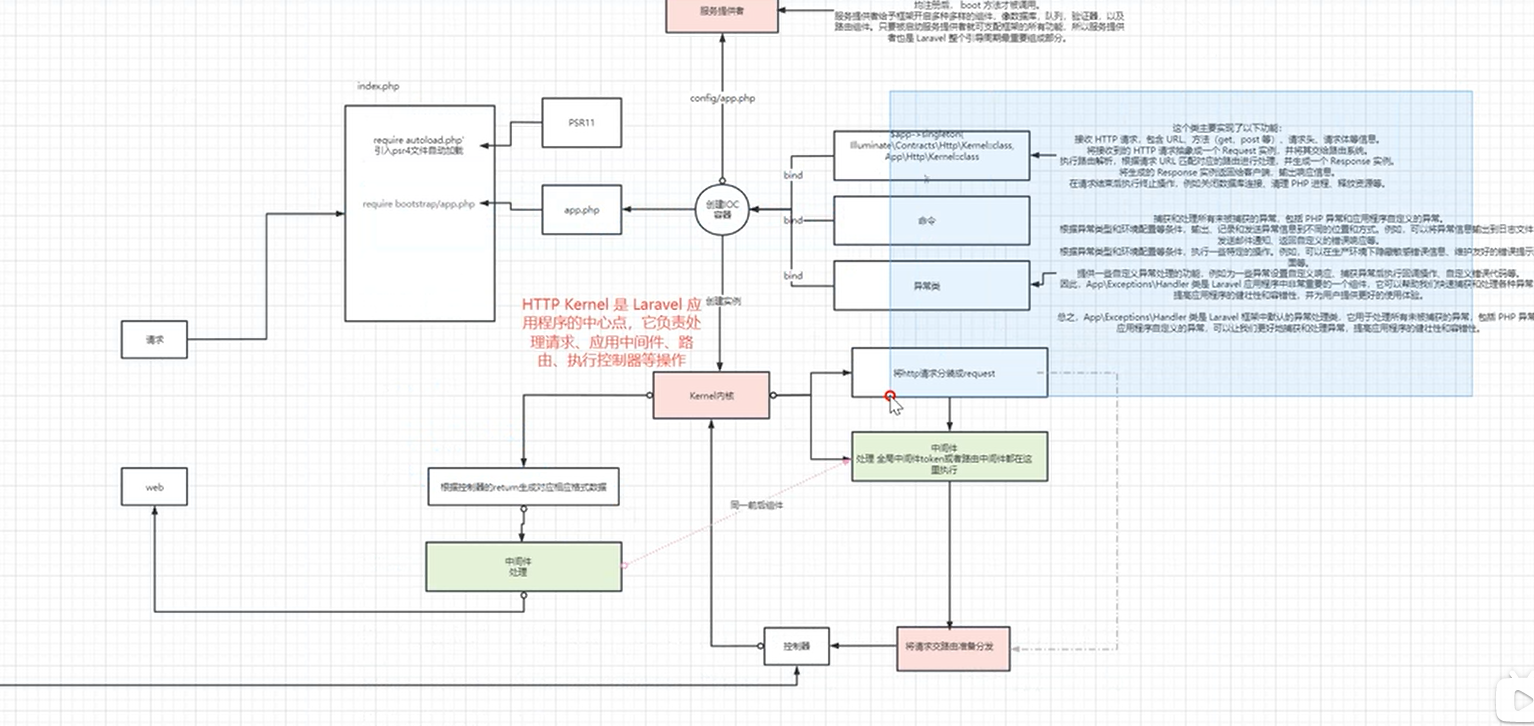 服务提供者
均注册后， boot 方法才被调用。
服务提供者给予框架开启多种多样的组件，像数据库，队列，验证器，以及
路由组件。只要被启动服务提供者就可支配框架的所有功能，所以服务提供
者也是 Laravel 整个引导周期最重要组成部分。
config/app.php
index.php
require autoload.php'
引入psr4文件自动加载
PSR11
require bootstrap/app.php
app.php
创建IOC
容器
bind
bind
bind
$app->singleton(
Illuminate\Contracts\Http\Kernel::class,
App\Http\Kernel::class
命令
异常类
这个类主要实现了以下功能：
接收 HTTP 请求，包含 URL、方法（get、post 等）、请求头、请求体等信息。
将接收到的 HTTP 请求抽象成一个 Request 实例，并将其交给路由系统。
执行路由解析，根据请求 URL 匹配对应的路由进行处理，并生成一个 Response 实例。
将生成的 Response 实例返回给客户端，输出响应信息。
在请求结束后执行终止操作，例如关闭数据库连接、清理 PHP 进程、释放资源等。
捕获和处理所有未被捕获的异常，包括 PHP 异常和应用程序自定义的异常。
根据异常类型和环境配置等条件，输出、记录和发送异常信息到不同的位置和方式。例如，可以将异常信息输出到日志文件
发送邮件通知、返回自定义的错误响应等。
根据异常类型和环境配置等条件，执行一些特定的操作。例如，可以在生产环境下隐藏敏感错误信息、维护友好的错误提示
面等。
提供一些自定义异常处理的功能，例如为一些异常设置自定义响应、捕获异常后执行回调操作、自定义错误代码等。
因此，App\Exceptions\Handler 类是 Laravel 应用程序中非常重要的一个组件，它可以帮助我们快速捕获和处理各种异常
提高应用程序的健壮性和容错性，并为用户提供更好的使用体验。
总之，App\Exceptions\Handler 类是 Laravel 框架中默认的异常处理类，它用于处理所有未被捕获的异常，包括 PHP 异常
应用程序自定义的异常，可以让我们更好地捕获和处理异常，提高应用程序的健壮性和容错性。
创建实例
HTTP Kernel 是 Laravel 应
用程序的中心点，它负责处
理请求、应用中间件、路
由、执行控制器等操作
请求
Kernel内核
将http请求分装成request
中间件
处理 全局中间件token或者路由中间件都在这
里执行
web
根据控制器的return生成对应相应格式数据
同一前后组件
中间件
处理
控制器
将请求交路由准备分发